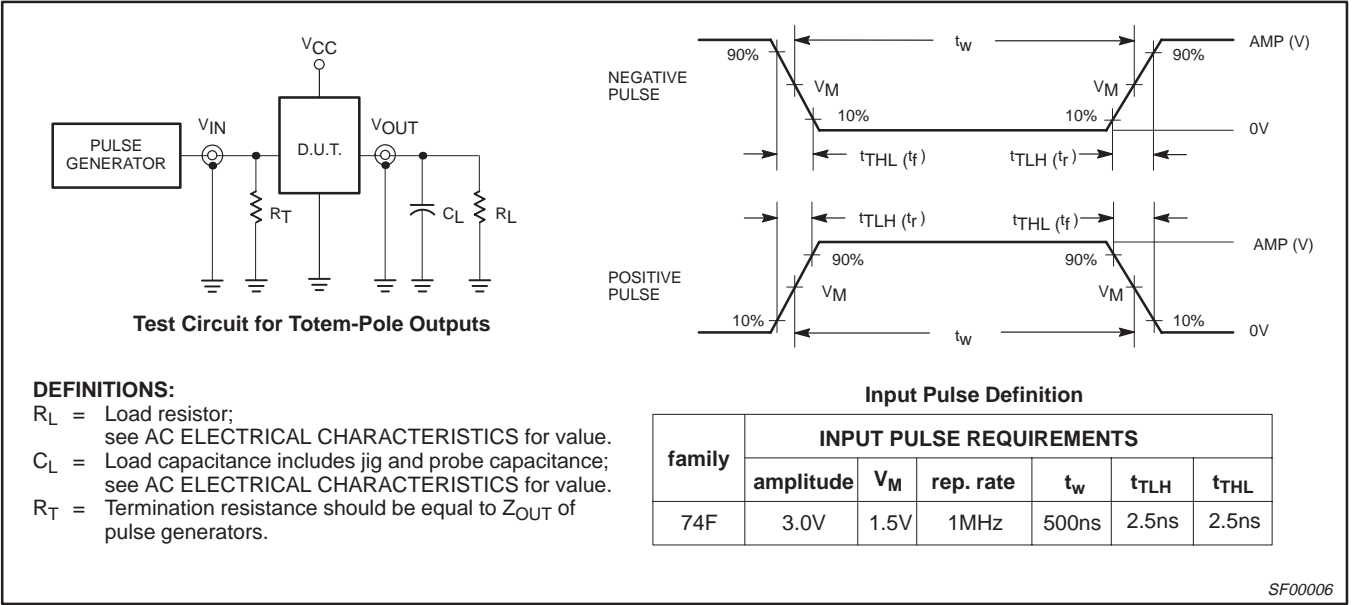 VCC
PULSE
GENERATOR
VIN
D.U.T.
VOUT
RT
CL
RL
Test Circuit for Totem-Pole Outputs
NEGATIVE
PULSE
90%
tw
90%
AMP (V)
VM
VM
10%
10%
0V
tTHL (tf)
tTLH (tr)
tTLH (tr)
tTHL (tf)
AMP (V)
90%
90%
POSITIVE
PULSE
VM
VM
10%
10%
tw
0V
Input Pulse Definition
DEFINITIONS:
RL = Load resistor;
see AC ELECTRICAL CHARACTERISTICS for value.
CL = Load capacitance includes jig and probe capacitance;
see AC ELECTRICAL CHARACTERISTICS for value.
RT = Termination resistance should be equal to ZOUT of
pulse generators.
family
INPUT PULSE REQUIREMENTS
amplitude VM rep. rate tw tTLH tTHL
74F 3.0V 1.5V 1MHz 500ns 2.5ns 2.5ns
SF00006